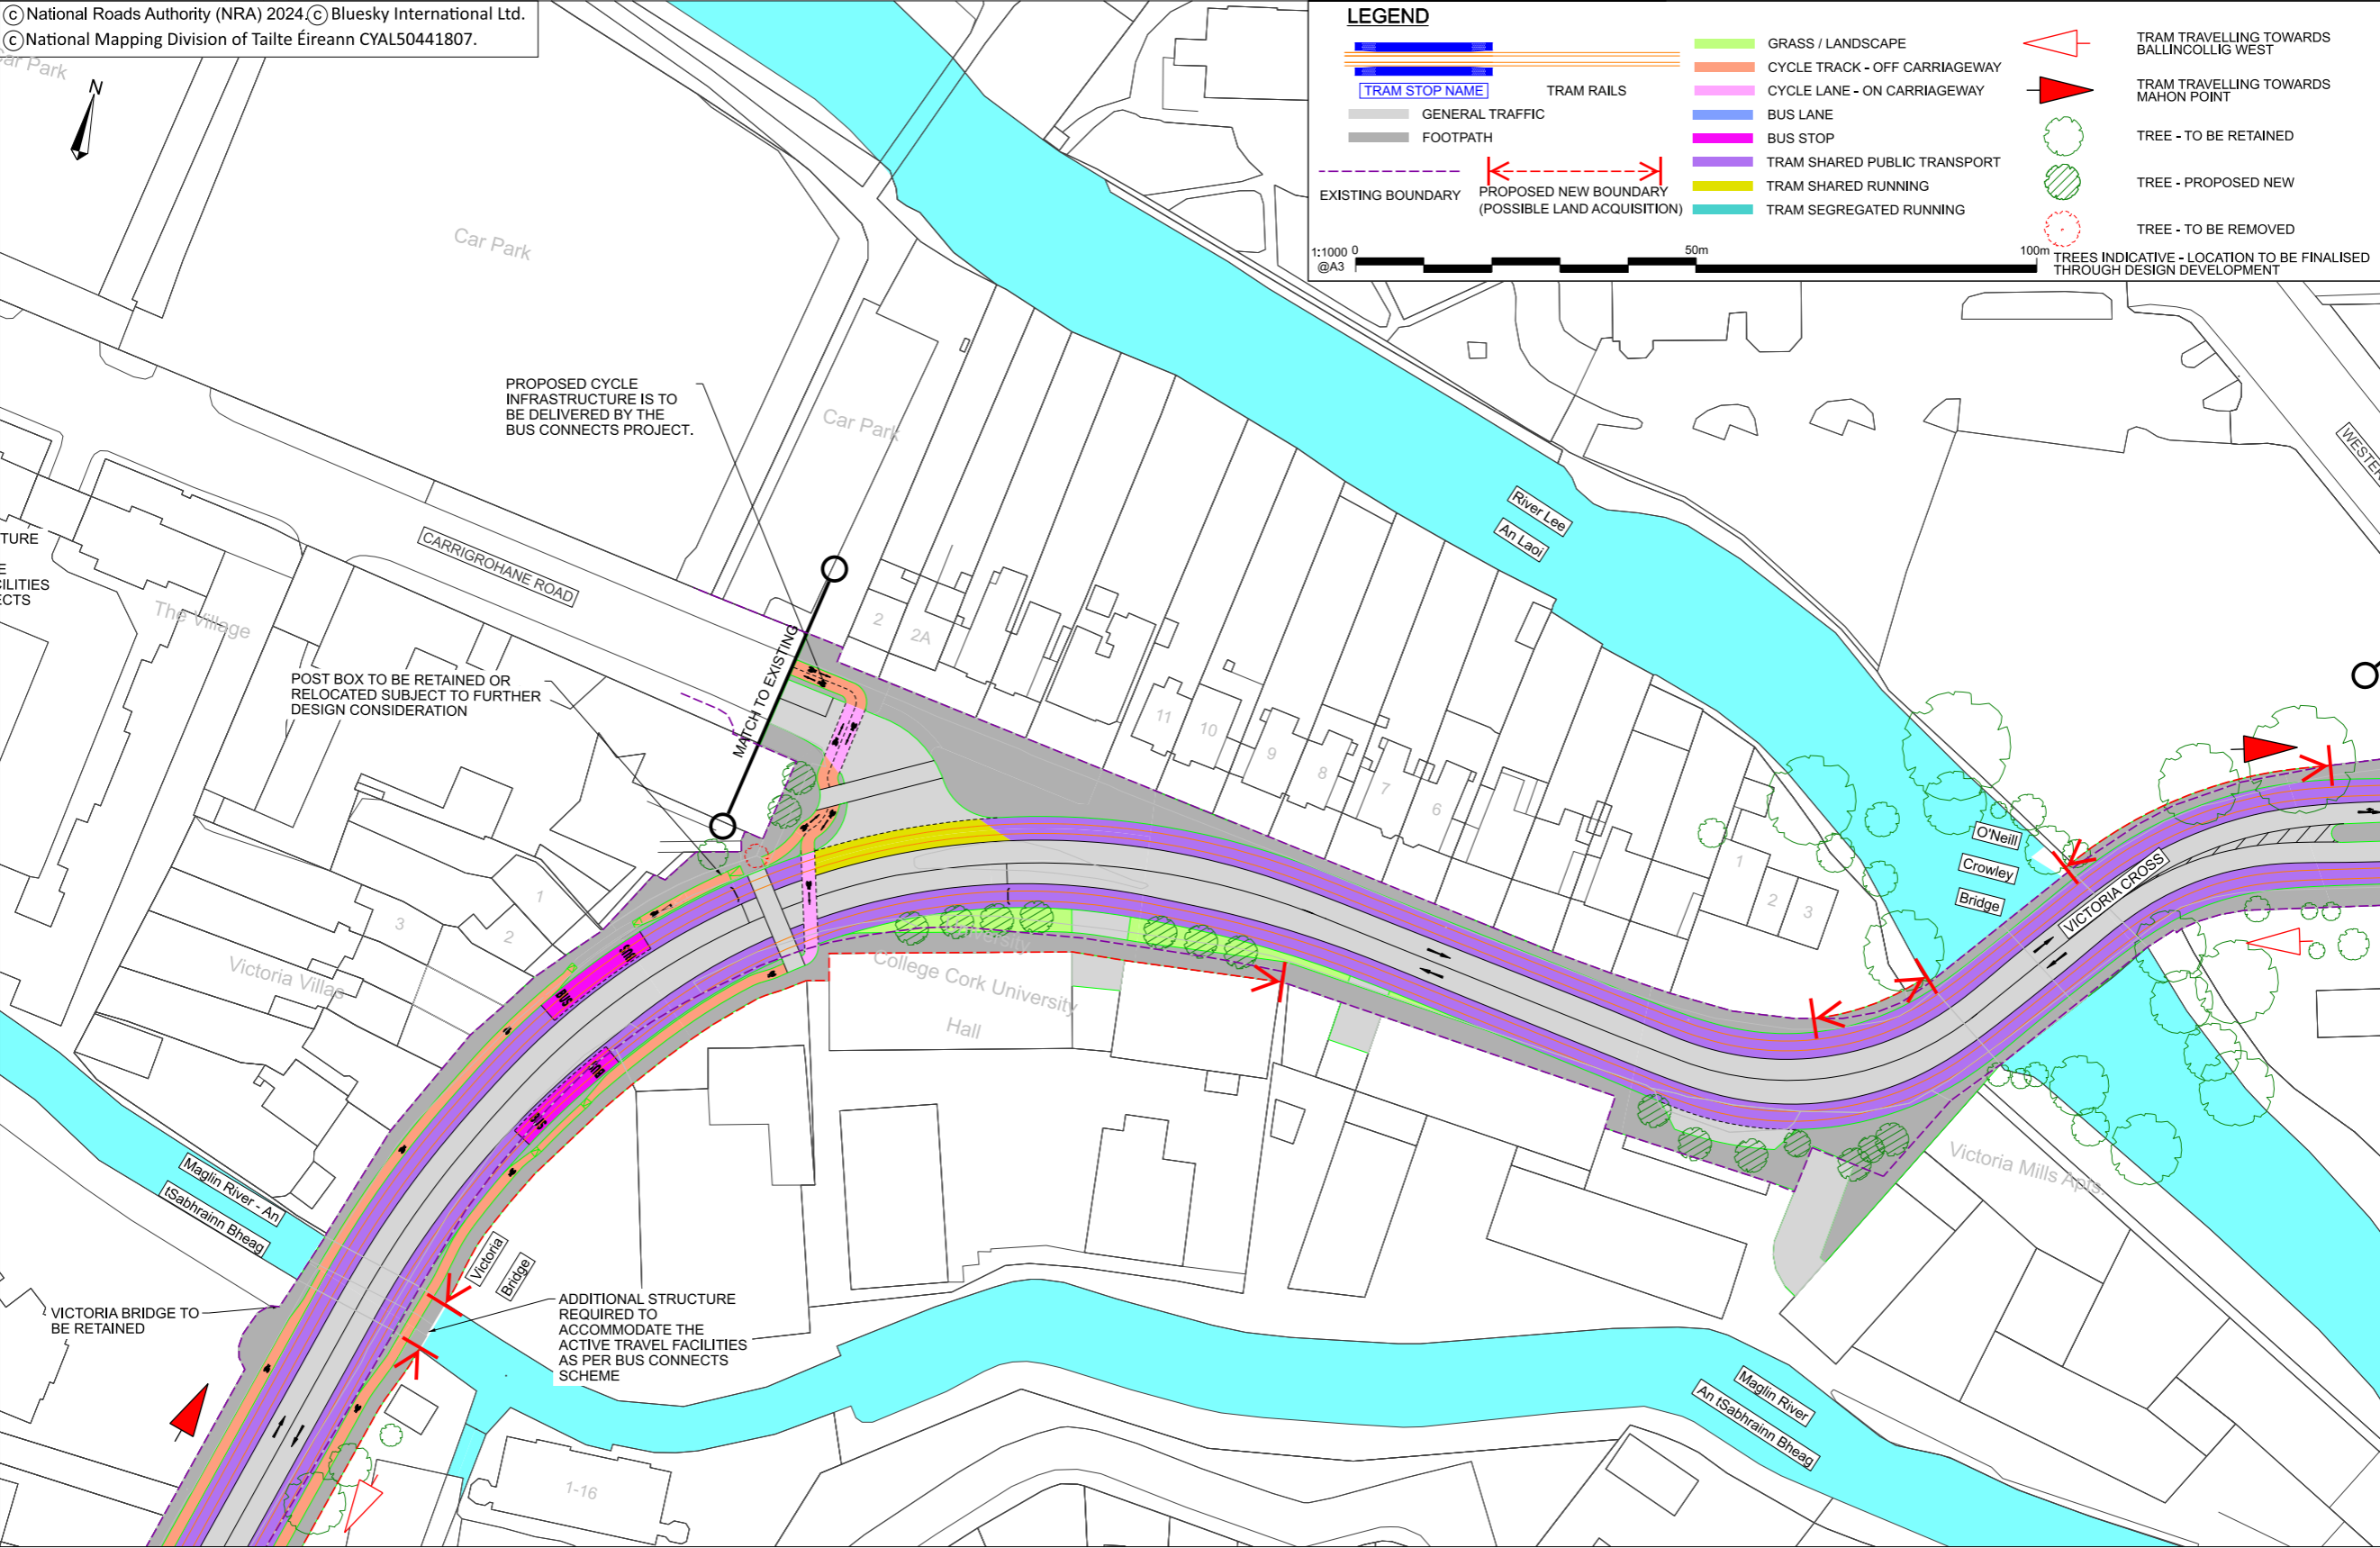 © National Roads Authority (NRA) 2024. © Bluesky International Ltd.
© National Mapping Division of Tailte Éireann CYAL50441807.
Car Park
N
LEGEND
TRAM STOP NAME
TRAM RAILS
GENERAL TRAFFIC
FOOTPATH
EXISTING BOUNDARY
PROPOSED NEW BOUNDARY
(POSSIBLE LAND ACQUISITION)
GRASS / LANDSCAPE
CYCLE TRACK - OFF CARRIAGEWAY
CYCLE LANE - ON CARRIAGEWAY
BUS LANE
BUS STOP
TRAM SHARED PUBLIC TRANSPORT
TRAM SHARED RUNNING
TRAM SEGREGATED RUNNING
TRAM TRAVELLING TOWARDS
BALLINCOLLIG WEST
TRAM TRAVELLING TOWARDS
MAHON POINT
TREE - TO BE RETAINED
TREE - PROPOSED NEW
TREE - TO BE REMOVED
TREES INDICATIVE - LOCATION TO BE FINALISED
THROUGH DESIGN DEVELOPMENT
1:1000
@A3
0
50m
100m
Car Park
PROPOSED CYCLE
INFRASTRUCTURE IS TO
BE DELIVERED BY THE
BUS CONNECTS PROJECT.
Car Park
WESTER
River Lee
An Laoi
TURE
E
CILITIES
ECTS
CARRIGROHANE ROAD
The Village
2
2A
MATCH TO EXISTING
POST BOX TO BE RETAINED OR
RELOCATED SUBJECT TO FURTHER
DESIGN CONSIDERATION
11
10
9
8
7
6
1
2
3
O'Neill
Crowley
Bridge
VICTORIA CROSS
1
2
3
Victoria Villas
BUS
BUS
BUS
BUS
University
College Cork University
Hall
Victoria Mills Apts.
Maglin River - An
tSabhrainn Bheag
Victoria
Bridge
VICTORIA BRIDGE TO
BE RETAINED
ADDITIONAL STRUCTURE
REQUIRED TO
ACCOMMODATE THE
ACTIVE TRAVEL FACILITIES
AS PER BUS CONNECTS
SCHEME
Maglin River
An tSabhrainn Bheag
1-16